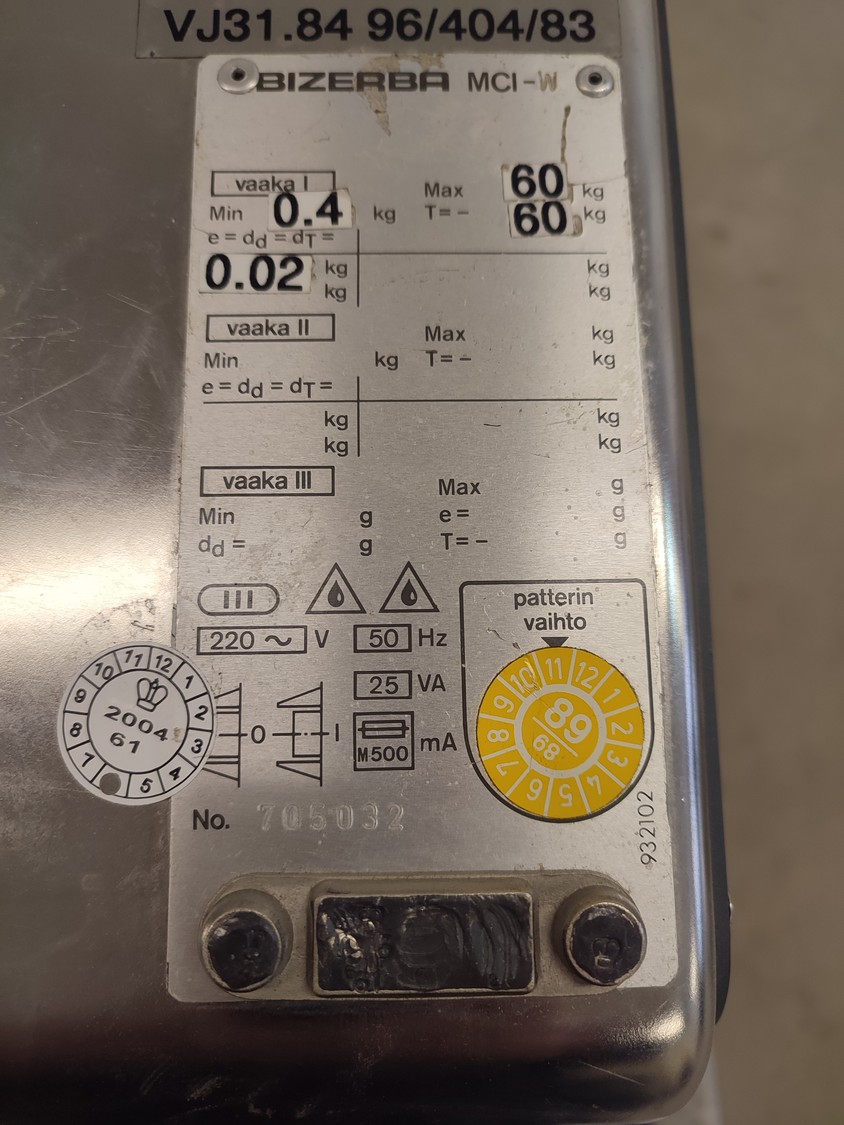 VJ31.84 96/404/83
BIZERBA MCI-W
vaaka I
Max 60 kg
Min 0.4 kg T= – 60 kg
e = dd = dT =
0.02 kg kg
kg kg
vaaka II
Max kg
Min kg T= – kg
e = dd = dT =
kg – kg
kg kg
vaaka III
Max g
Min g e= g
dd = g T= – g
III
220 ~ V 50 Hz
25 VA
O I
M500 mA
patterin
vaihto
10 11 12 1 2 3 4 5 6 7 8 9
89
68
9 10 11 12 1 2 3 4 5 7 8
2004
61
No. 705032
932102